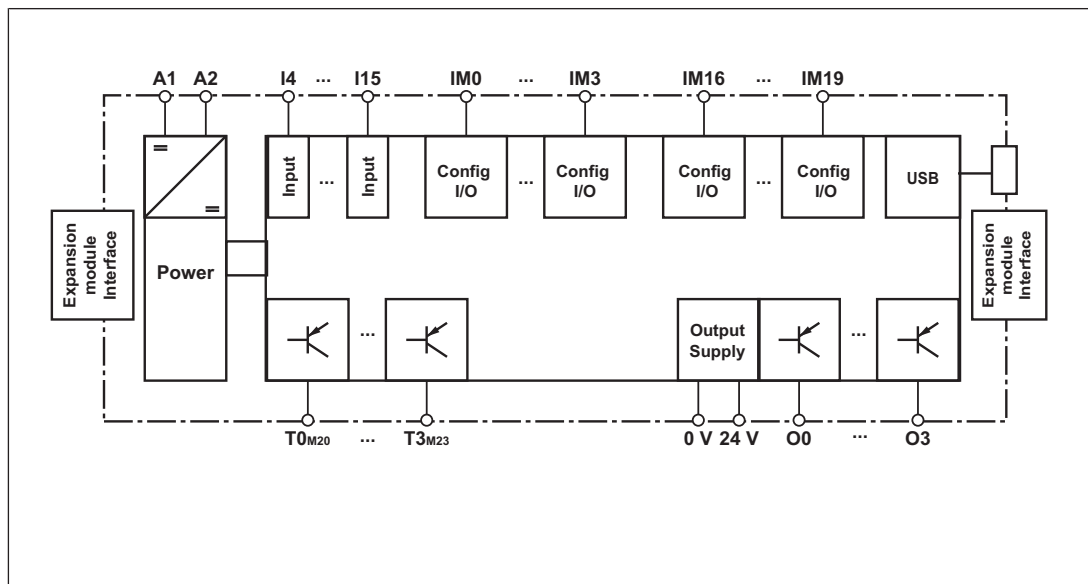 A1 A2 I4 ... I15 IM0 ... IM3 IM16 ... IM19
Input ... Input Config I/O ... Config I/O Config I/O ... Config I/O USB
Expansion module Interface
Power
Expansion module Interface
... Output Supply ...
T0M20 ... T3M23 0 V 24 V O0 ... O3